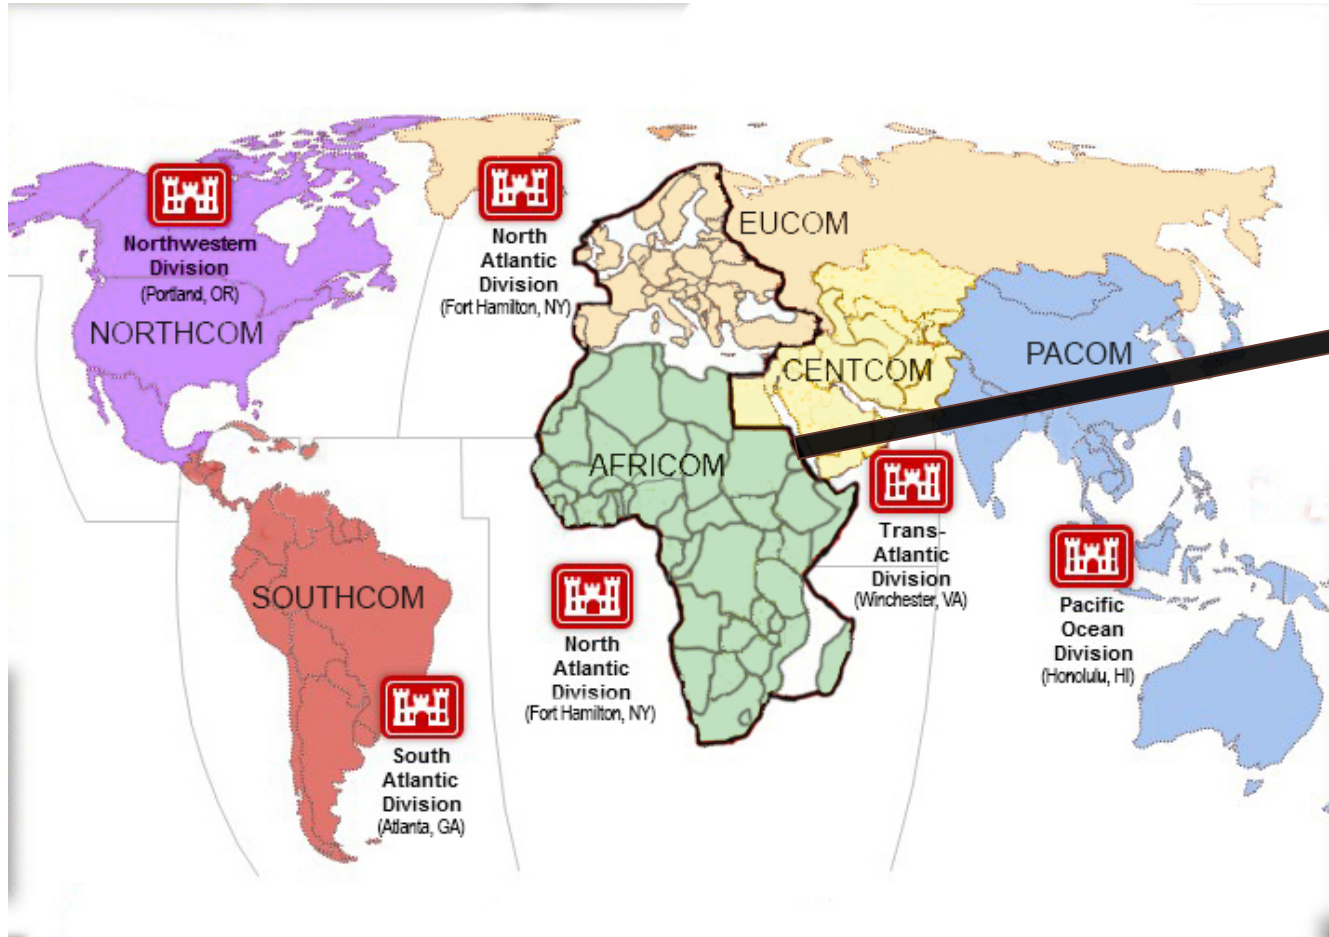 Northwestern
Division
(Portland, OR)
NORTHCOM
North
Atlantic
Division
(Fort Hamilton, NY)
EUCOM
CENTCOM
PACOM
AFRICOM
Trans-
Atlantic
Division
(Winchester, VA)
SOUTHCOM
North
Atlantic
Division
(Fort Hamilton, NY)
Pacific
Ocean
Division
(Honolulu, HI)
South
Atlantic
Division
(Atlanta, GA)